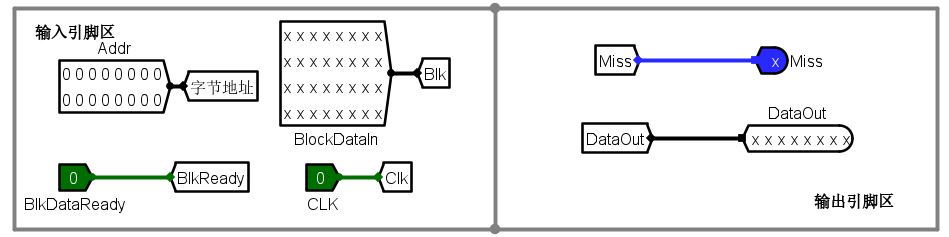 输入引脚区
Addr
0 0 0 0 0 0 0 0
0 0 0 0 0 0 0 0
字节地址
x x x x x x x x
x x x x x x x x
x x x x x x x x
x x x x x x x x
Blk
BlockDataIn
0
BlkReady
BlkDataReady
0
Clk
CLK
Miss
x
Miss
DataOut
DataOut
x x x x x x x x
输出引脚区